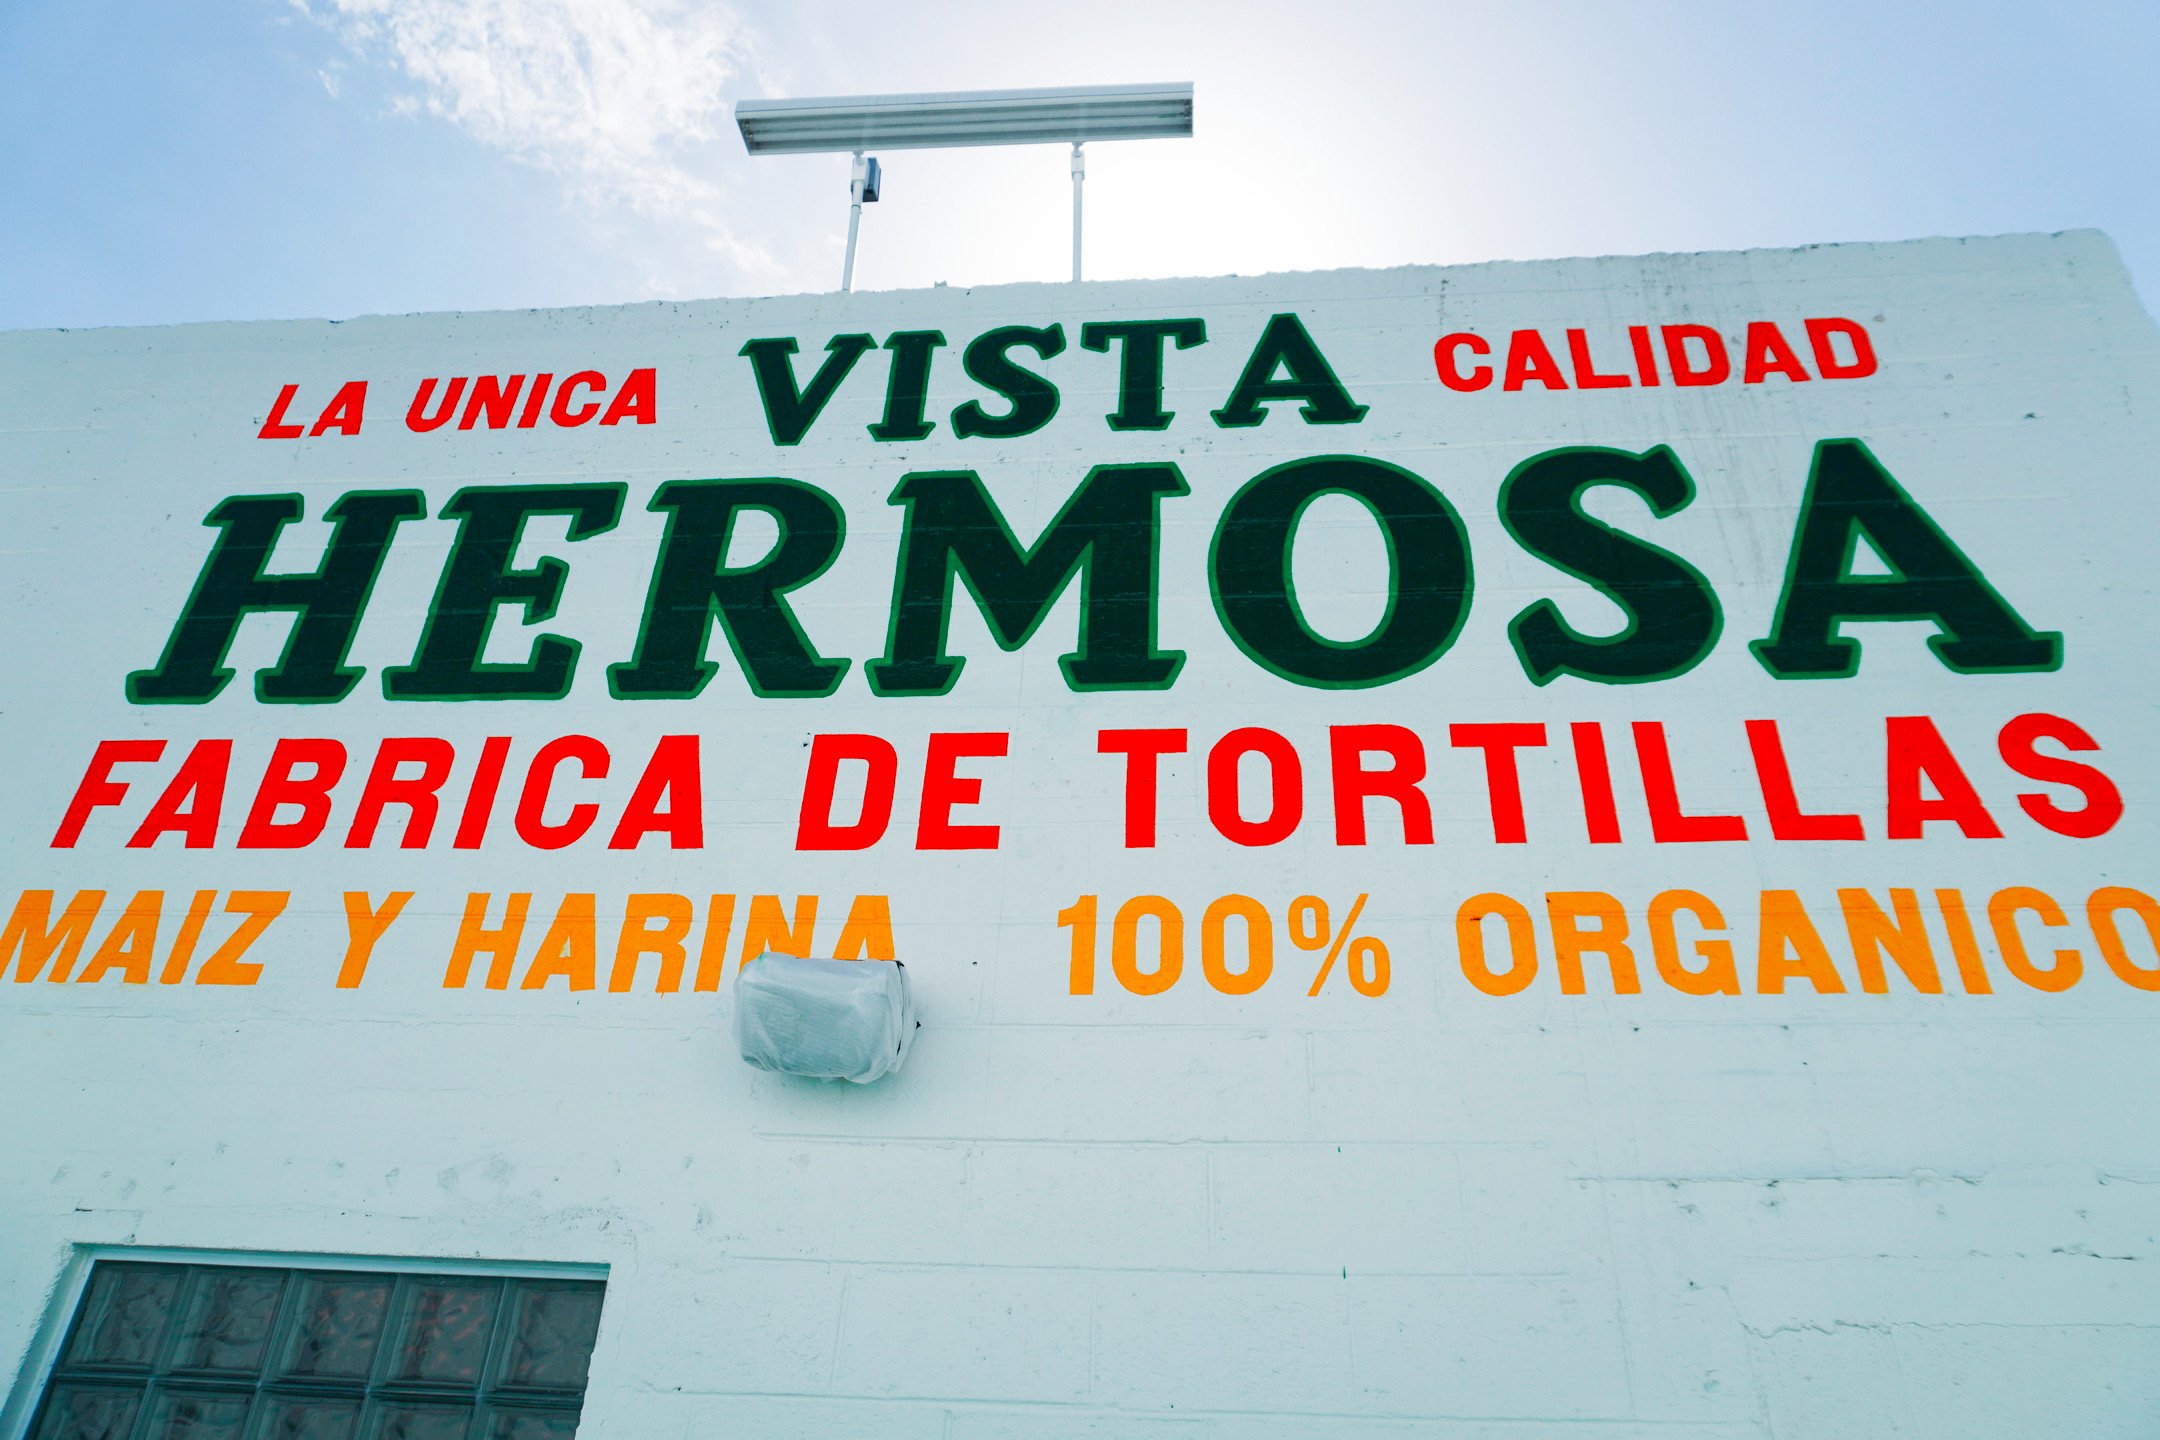 LA UNICA VISTA CALIDAD
HERMOSA
FABRICA DE TORTILLAS
MAIZ Y HARINA 100% ORGANICO